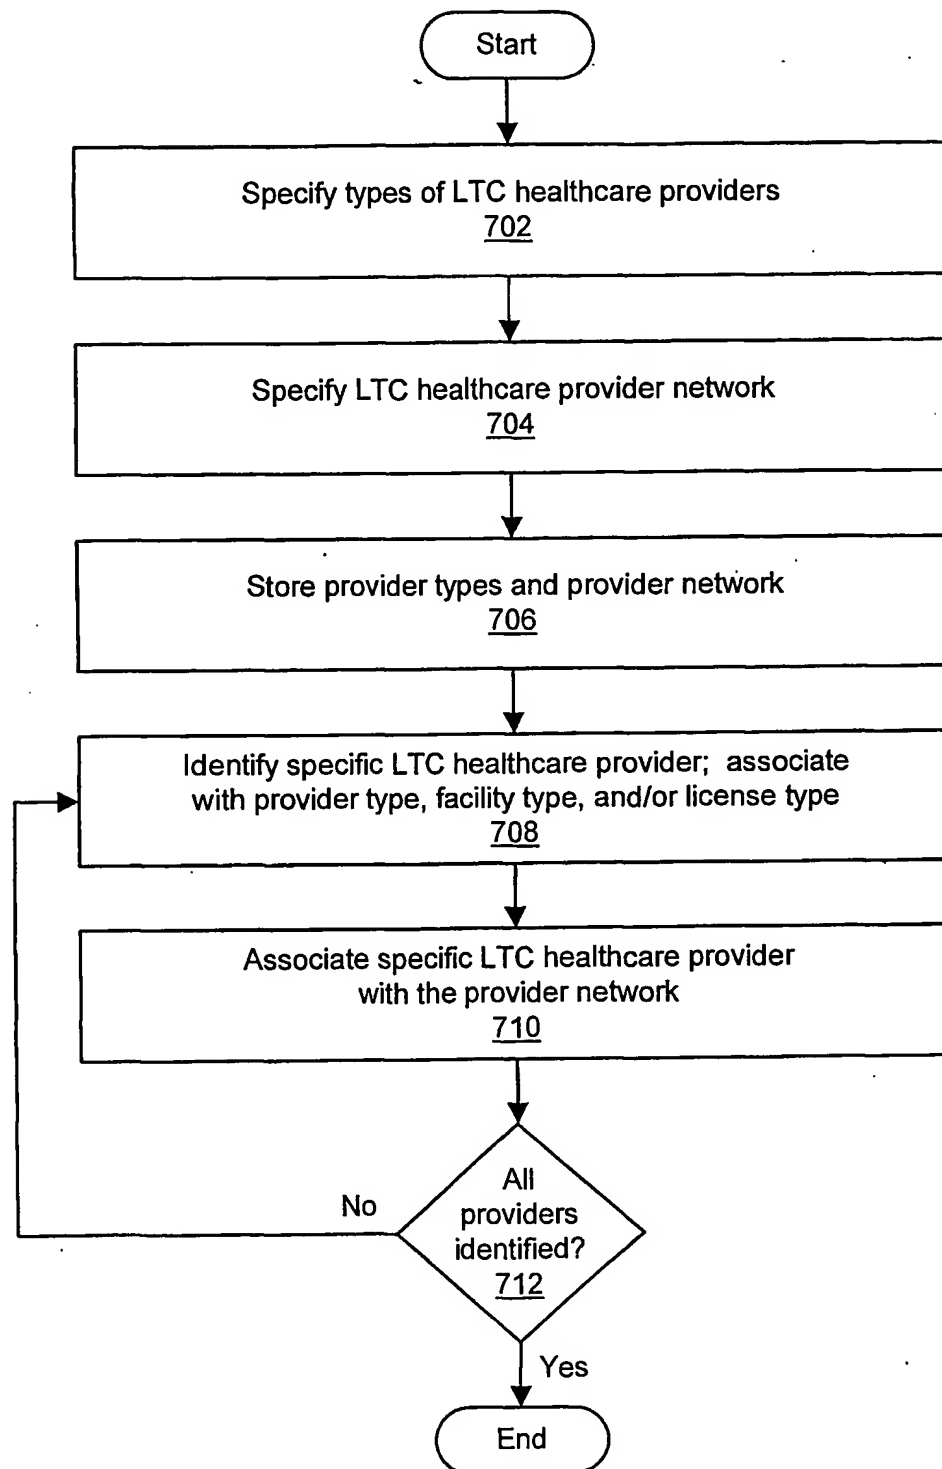 Start
Specify types of LTC healthcare providers
702
Specify LTC healthcare provider network
704
Store provider types and provider network
706
Identify specific LTC healthcare provider; associate
with provider type, facility type, and/or license type
708
Associate specific LTC healthcare provider
with the provider network
710
All
providers
identified?
712
No
Yes
End